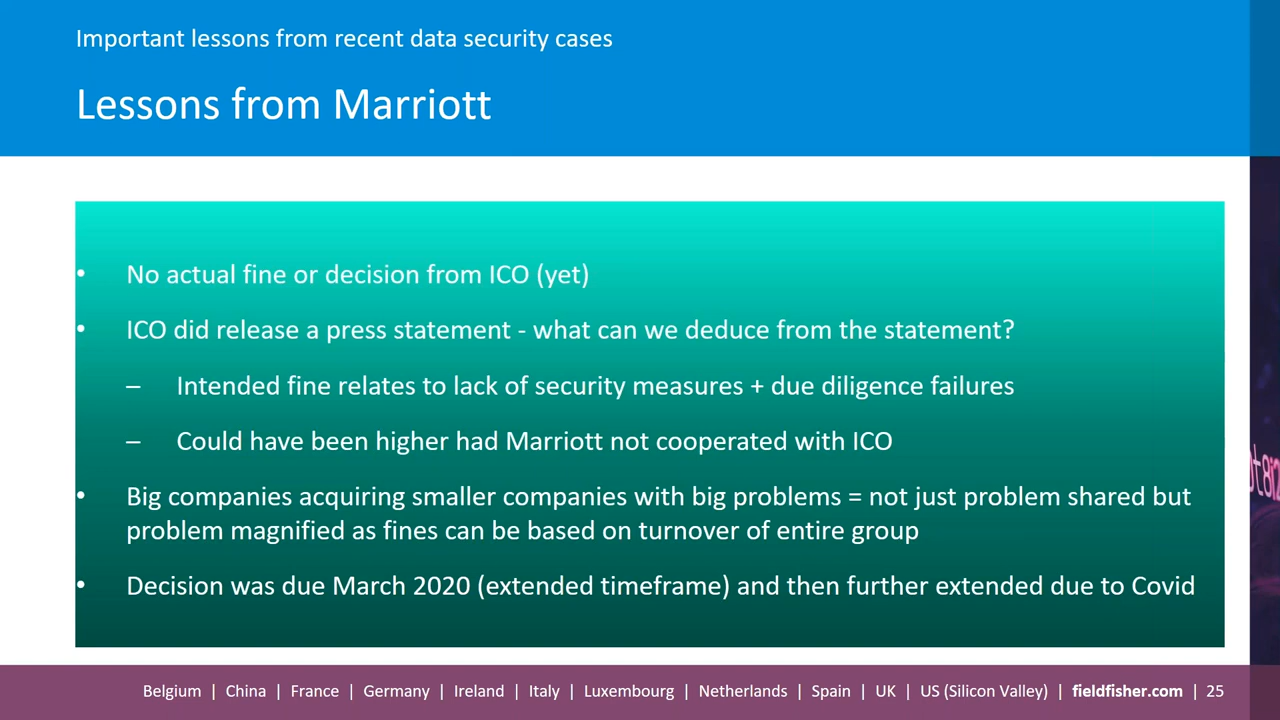 Important lessons from recent data security cases
Lessons from Marriott
• No actual fine or decision from ICO (yet)
• ICO did release a press statement - what can we deduce from the statement?
– Intended fine relates to lack of security measures + due diligence failures
– Could have been higher had Marriott not cooperated with ICO
• Big companies acquiring smaller companies with big problems = not just problem shared but
problem magnified as fines can be based on turnover of entire group
• Decision was due March 2020 (extended timeframe) and then further extended due to Covid
Belgium | China | France | Germany | Ireland | Italy | Luxembourg | Netherlands | Spain | UK | US (Silicon Valley) | fieldfisher.com | 25